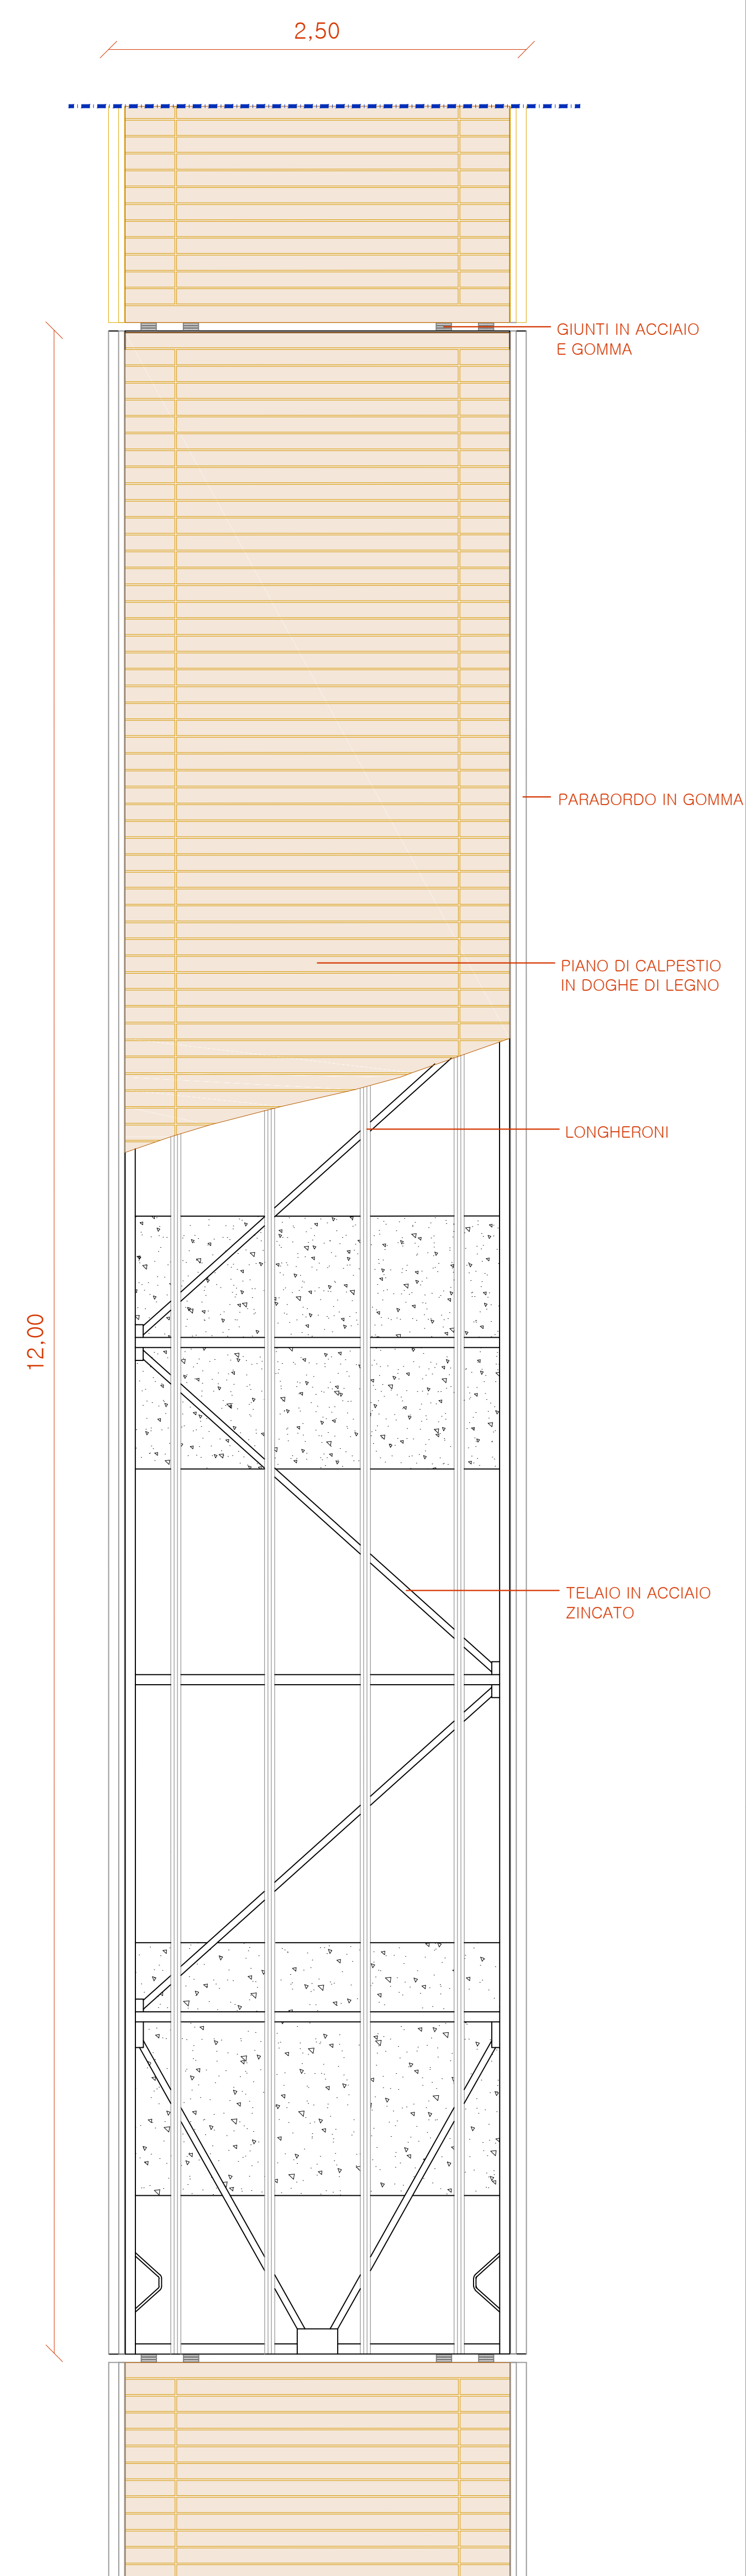 2,50
GIUNTI IN ACCIAIO
E GOMMA
PARABORDO IN GOMMA
PIANO DI CALPESTIO
IN DOGHE DI LEGNO
LONGHERONI
12,00
TELAIO IN ACCIAIO
ZINCATO